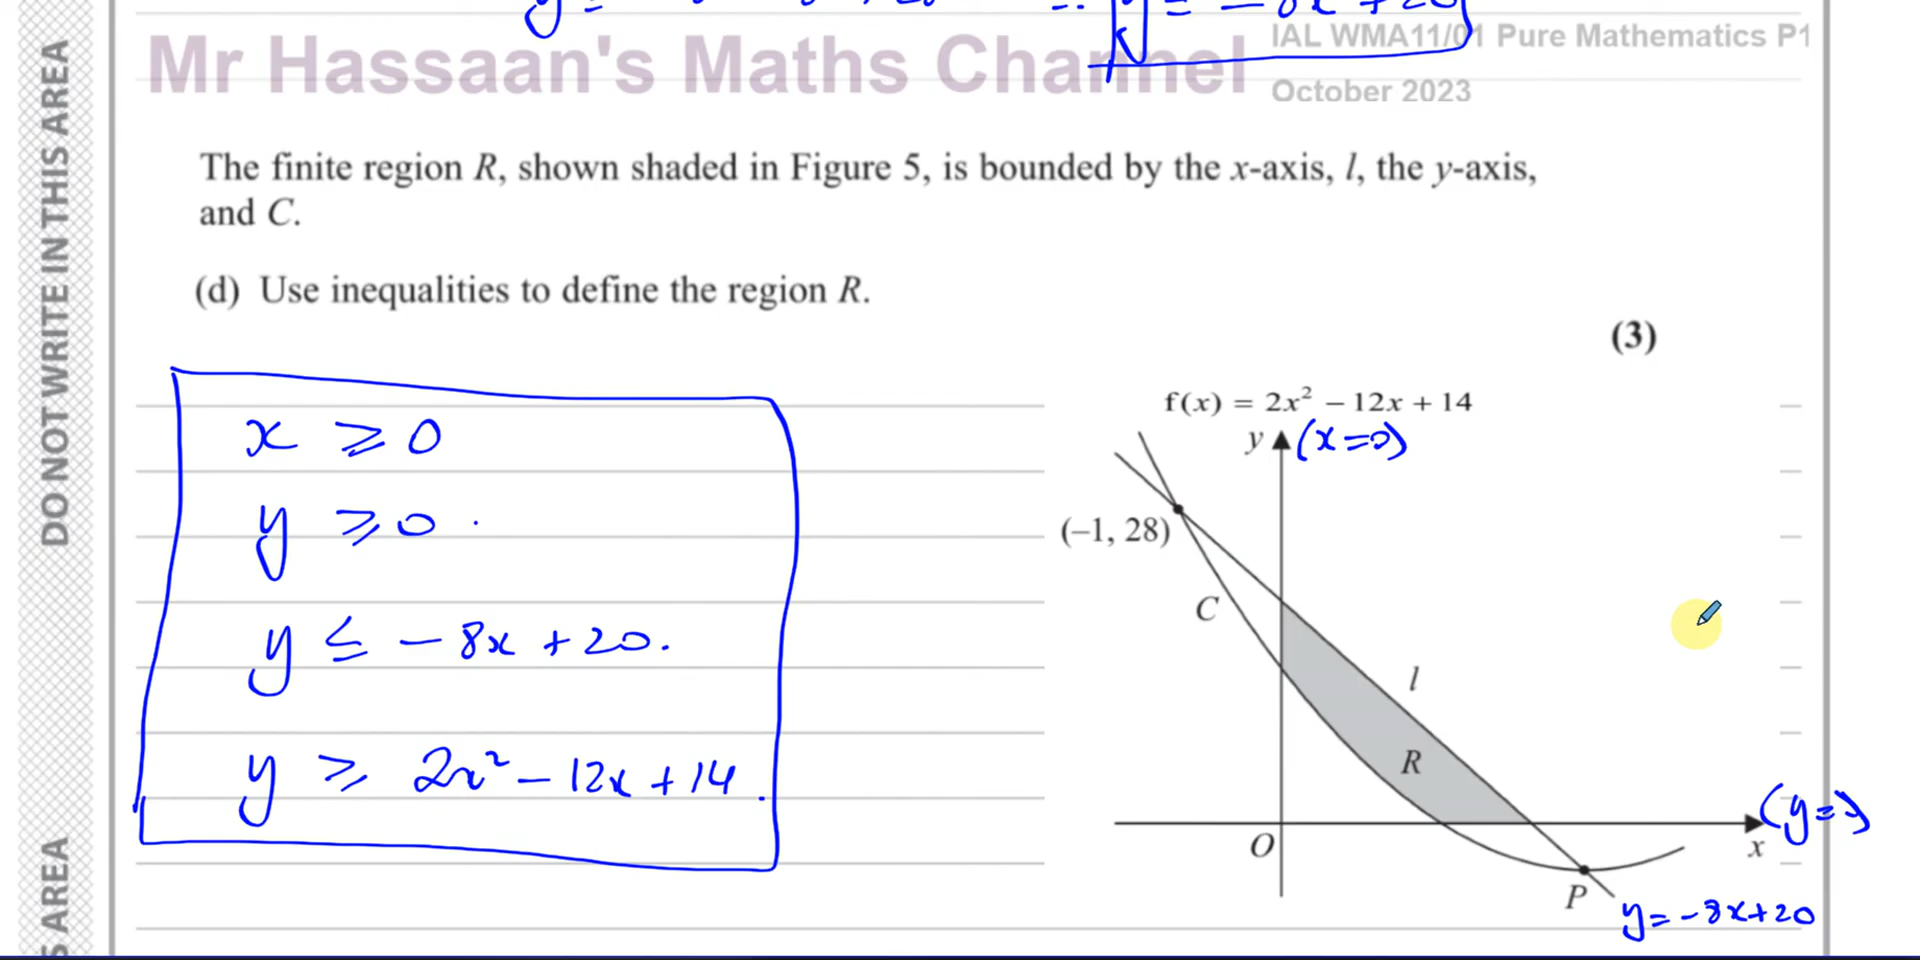 Mr Hassaan's Maths Channel
IAL WMA11/01 Pure Mathematics P1
October 2023
DO NOT WRITE IN THIS AREA
The finite region R, shown shaded in Figure 5, is bounded by the x-axis, l, the y-axis,
and C.
(d) Use inequalities to define the region R.
(3)
x ≥ 0
y ≥ 0
y ≤ -8x + 20.
y ≥ 2x² - 12x + 14
f(x) = 2x² − 12x + 14
y (x=0)
(–1, 28)
C
l
R
O
x
P
y=-8x+20
S AREA